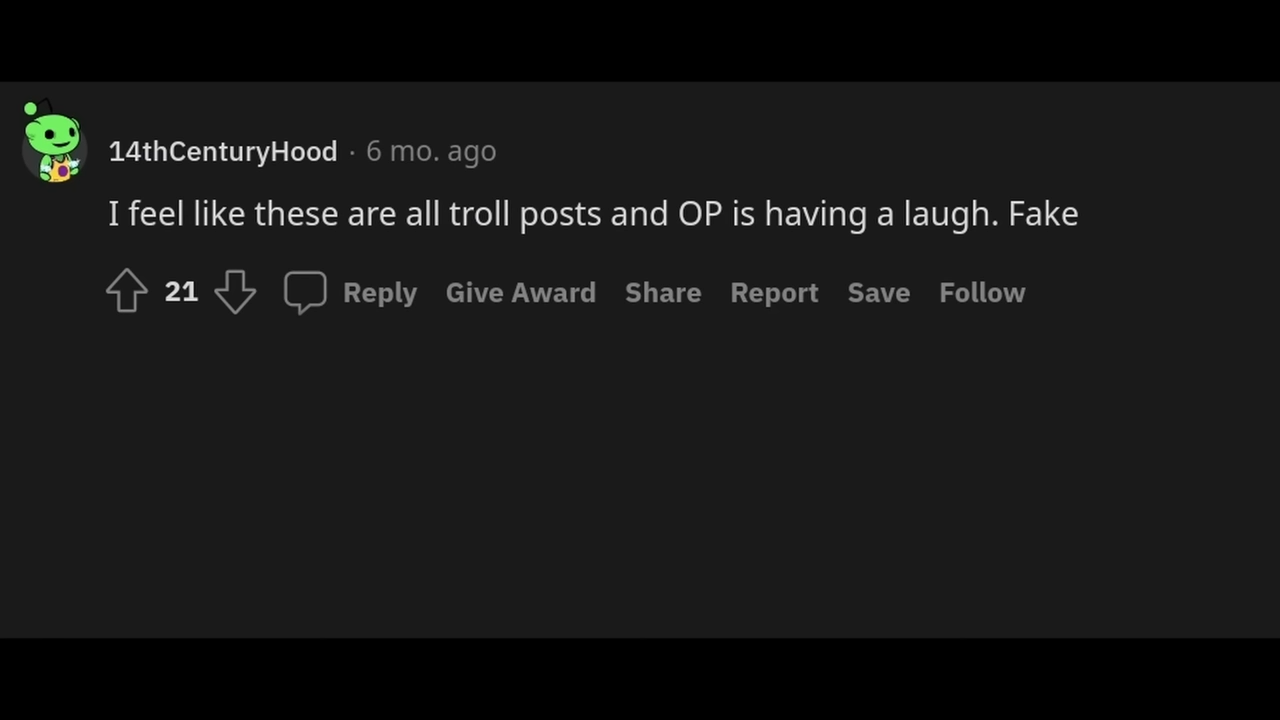 14thCenturyHood · 6 mo. ago
I feel like these are all troll posts and OP is having a laugh. Fake
21 Reply Give Award Share Report Save Follow